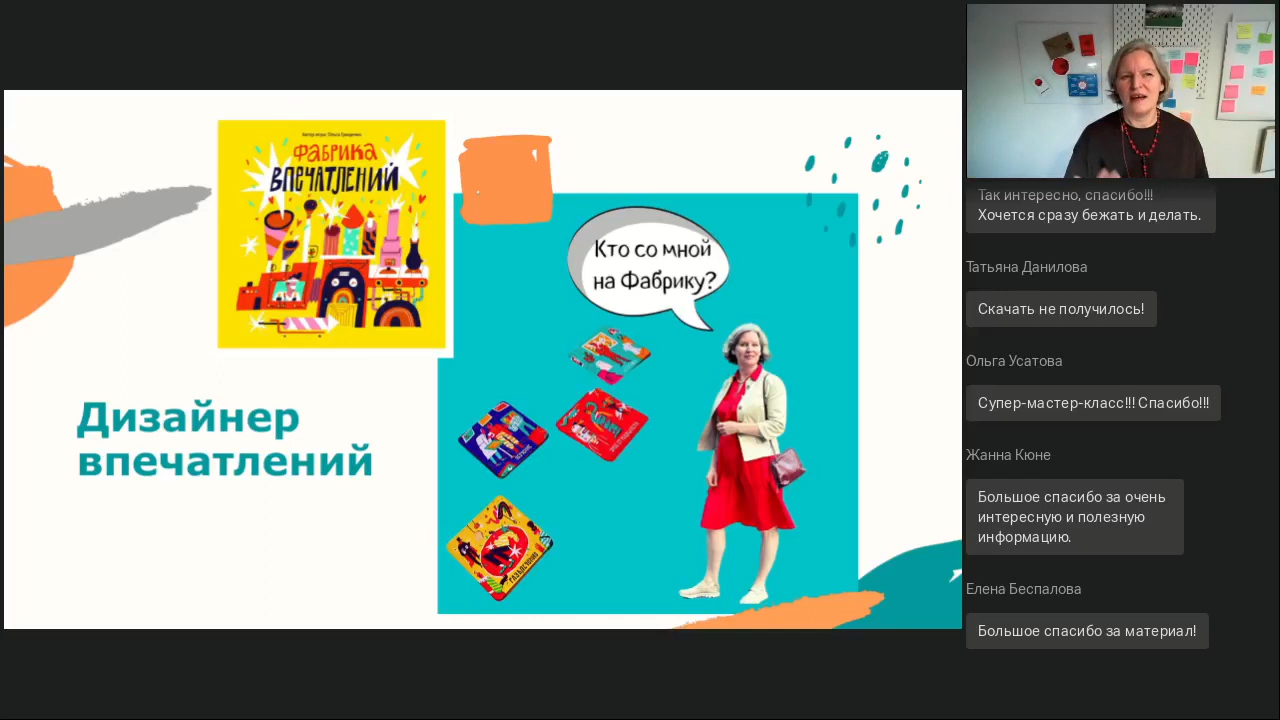 ФАБРИКА
ВПЕЧАТЛЕНИЙ
Кто со мной
на Фабрику?
Дизайнер
впечатлений
Так интересно, спасибо!!!
Хочется сразу бежать и делать.
Татьяна Данилова
Скачать не получилось!
Ольга Усатова
Супер-мастер-класс!!! Спасибо!!!
Жанна Кюне
Большое спасибо за очень
интересную и полезную
информацию.
Елена Беспалова
Большое спасибо за материал!